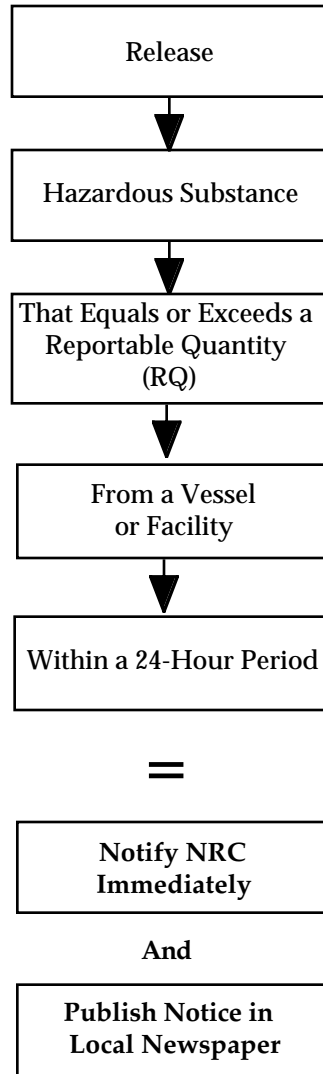 Release
Hazardous Substance
That Equals or Exceeds a
Reportable Quantity
(RQ)
From a Vessel
or Facility
Within a 24-Hour Period
=
Notify NRC
Immediately
And
Publish Notice in
Local Newspaper